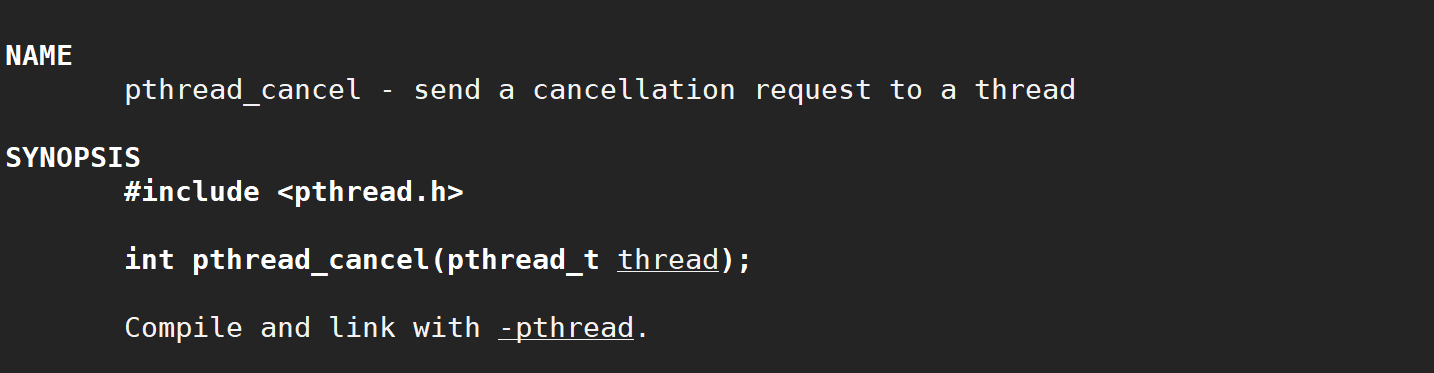 NAME
pthread_cancel - send a cancellation request to a thread
SYNOPSIS
#include <pthread.h>
int pthread_cancel(pthread_t thread);
Compile and link with -pthread.